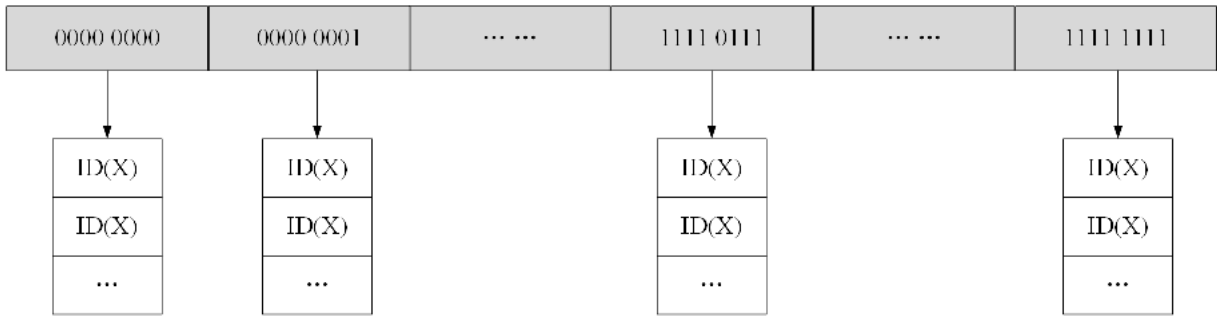 0000 0000 0000 0001 ... ... 1111 0111 ... ... 1111 1111
ID(X) ID(X) ID(X) ID(X)
ID(X) ID(X) ID(X) ID(X)
... ... ... ...